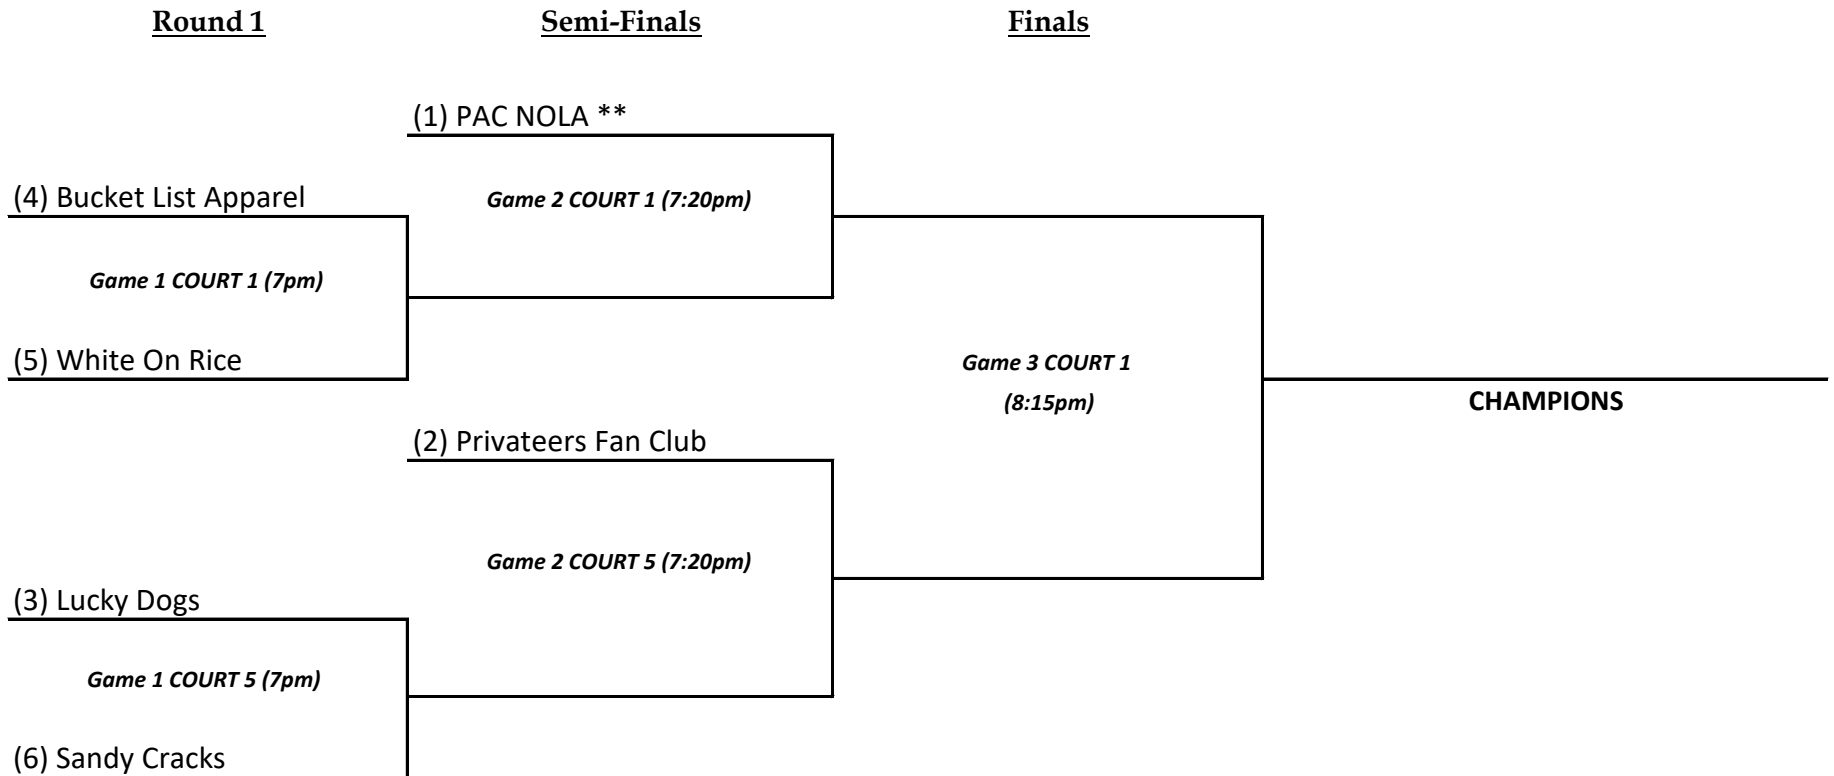 Round 1
Semi-Finals
Finals
(1) PAC NOLA **
(4) Bucket List Apparel
Game 2 COURT 1 (7:20pm)
Game 1 COURT 1 (7pm)
(5) White On Rice
Game 3 COURT 1
(8:15pm)
CHAMPIONS
(2) Privateers Fan Club
Game 2 COURT 5 (7:20pm)
(3) Lucky Dogs
Game 1 COURT 5 (7pm)
(6) Sandy Cracks